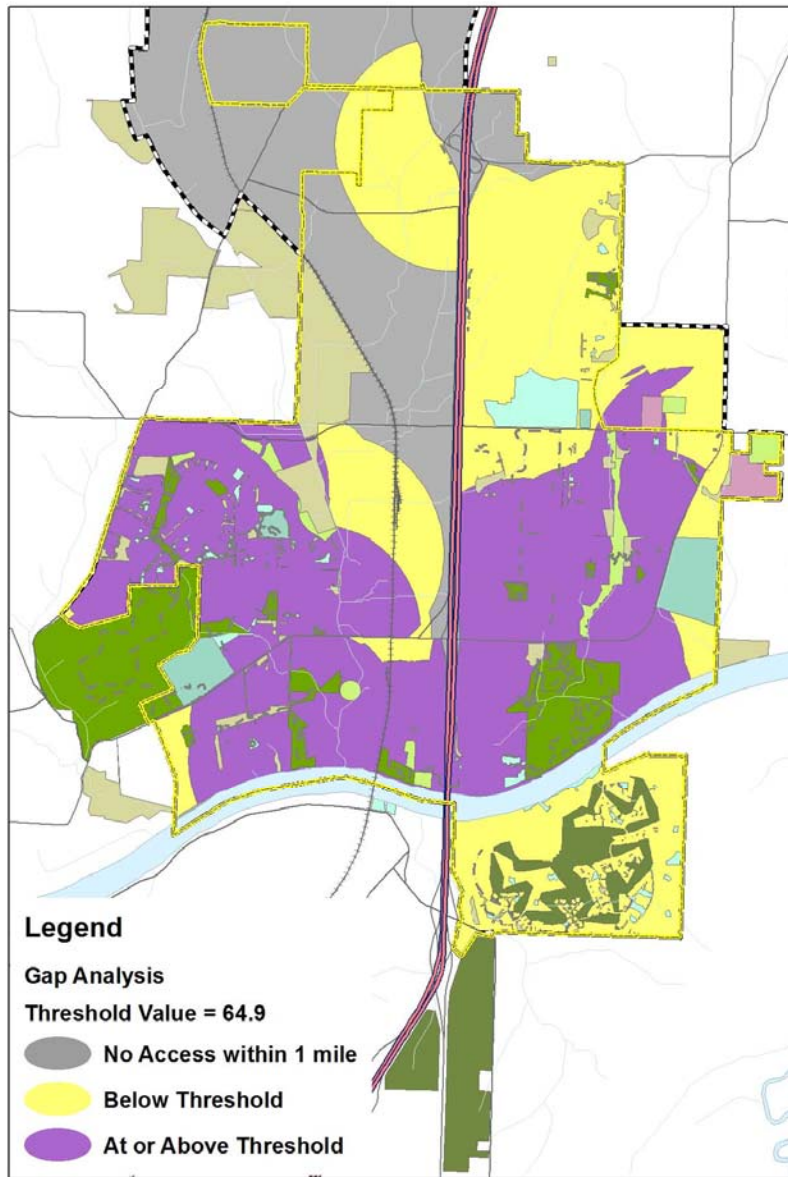 Legend
Gap Analysis
Threshold Value = 64.9
No Access within 1 mile
Below Threshold
At or Above Threshold